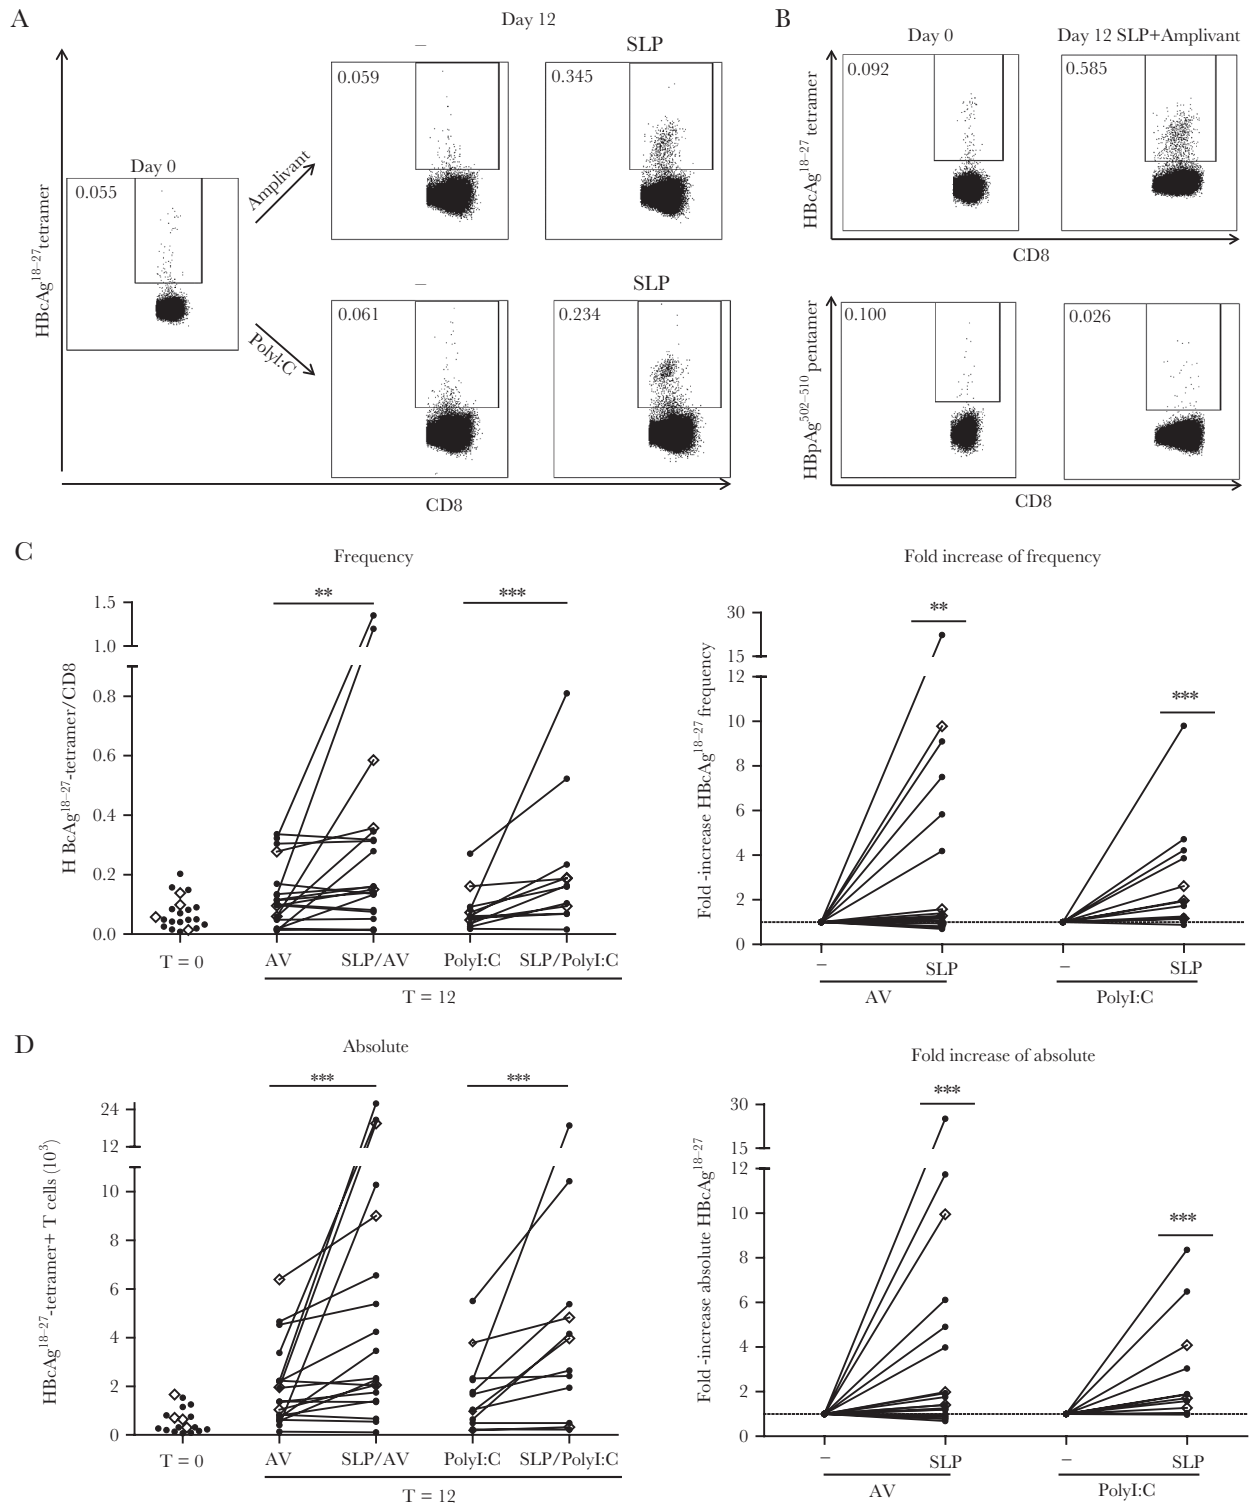 A
Day 12
–
SLP
0.059
0.345
Day 0
0.055
Amplivant
PolyI:C
–
SLP
0.061
0.234
HBcAg18–27tetramer
CD8
B
Day 0
Day 12 SLP+Amplivant
0.092
0.585
HBcAg18–27 tetramer
CD8
0.100
0.026
HBpAg502–510 pentamer
CD8
C
Frequency
**
***
1.5
1.0
0.8
0.6
0.4
0.2
0.0
H BcAg18–27-tetramer/CD8
T = 0
AV
SLP/AV
PolyI:C
SLP/PolyI:C
T = 12
Fold increase of frequency
**
***
30
15
12
10
8
6
4
2
0
Fold -increase HBcAg18–27 frequency
–
SLP
–
SLP
AV
PolyI:C
D
Absolute
***
***
24
12
10
8
6
4
2
0
HBcAg18–27-tetramer+ T cells (103)
T = 0
AV
SLP/AV
PolyI:C
SLP/PolyI:C
T = 12
Fold increase of absolute
***
***
30
15
12
10
8
6
4
2
0
Fold -increase absolute HBcAg18–27
–
SLP
–
SLP
AV
PolyI:C